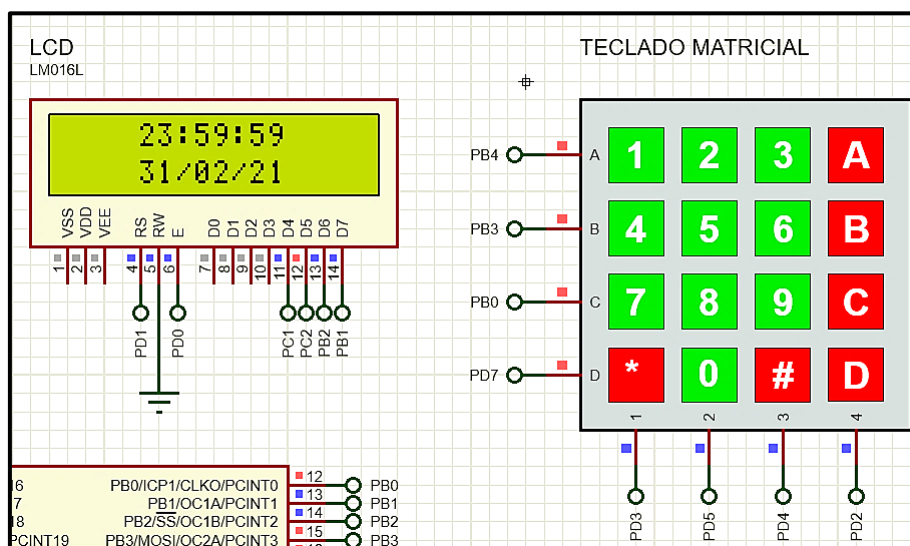 LCD
LM016L
23:59:59
31/02/21
VSS
VDD
VEE
RS
RW
E
D0
D1
D2
D3
D4
D5
D6
D7
1
2
3
4
5
6
7
8
9
10
11
12
13
14
PD1
PD0
PC1
PC2
PB2
PB1
TECLADO MATRICIAL
PB4 A 1 2 3 A
PB3 B 4 5 6 B
PB0 C 7 8 9 C
PD7 D * 0 # D
1 2 3 4
PD3 PD5 PD4 PD2
16 PB0/ICP1/CLKO/PCINT0 12 PB0
7 PB1/OC1A/PCINT1 13 PB1
18 PB2/SS/OC1B/PCINT2 14 PB2
PCINT19 PB3/MOSI/OC2A/PCINT3 15 PB3